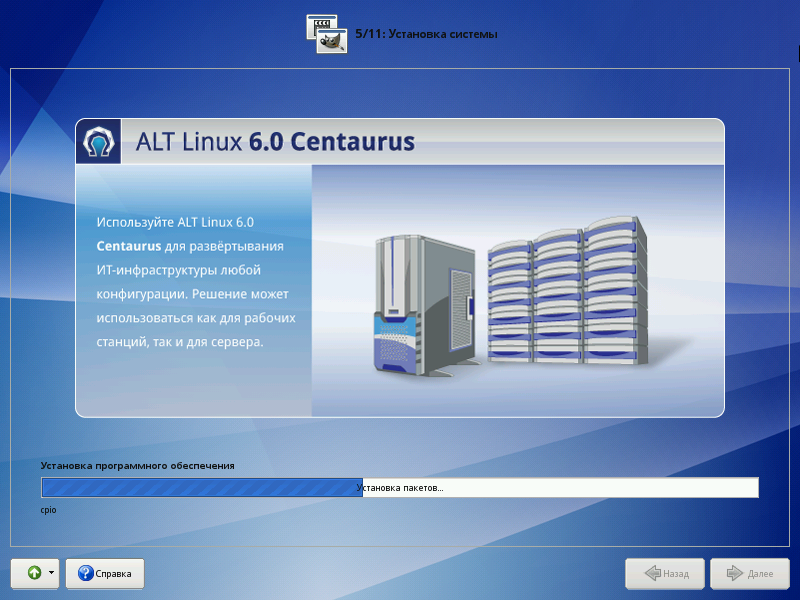 5/11: Установка системы
ALT Linux 6.0 Centaurus
Используйте ALT Linux 6.0
Centaurus для развёртывания
ИТ-инфраструктуры любой
конфигурации. Решение может
использоваться как для рабочих
станций, так и для сервера.
Установка программного обеспечения
Установка пакетов...
cpio
Справка
Назад
Далее